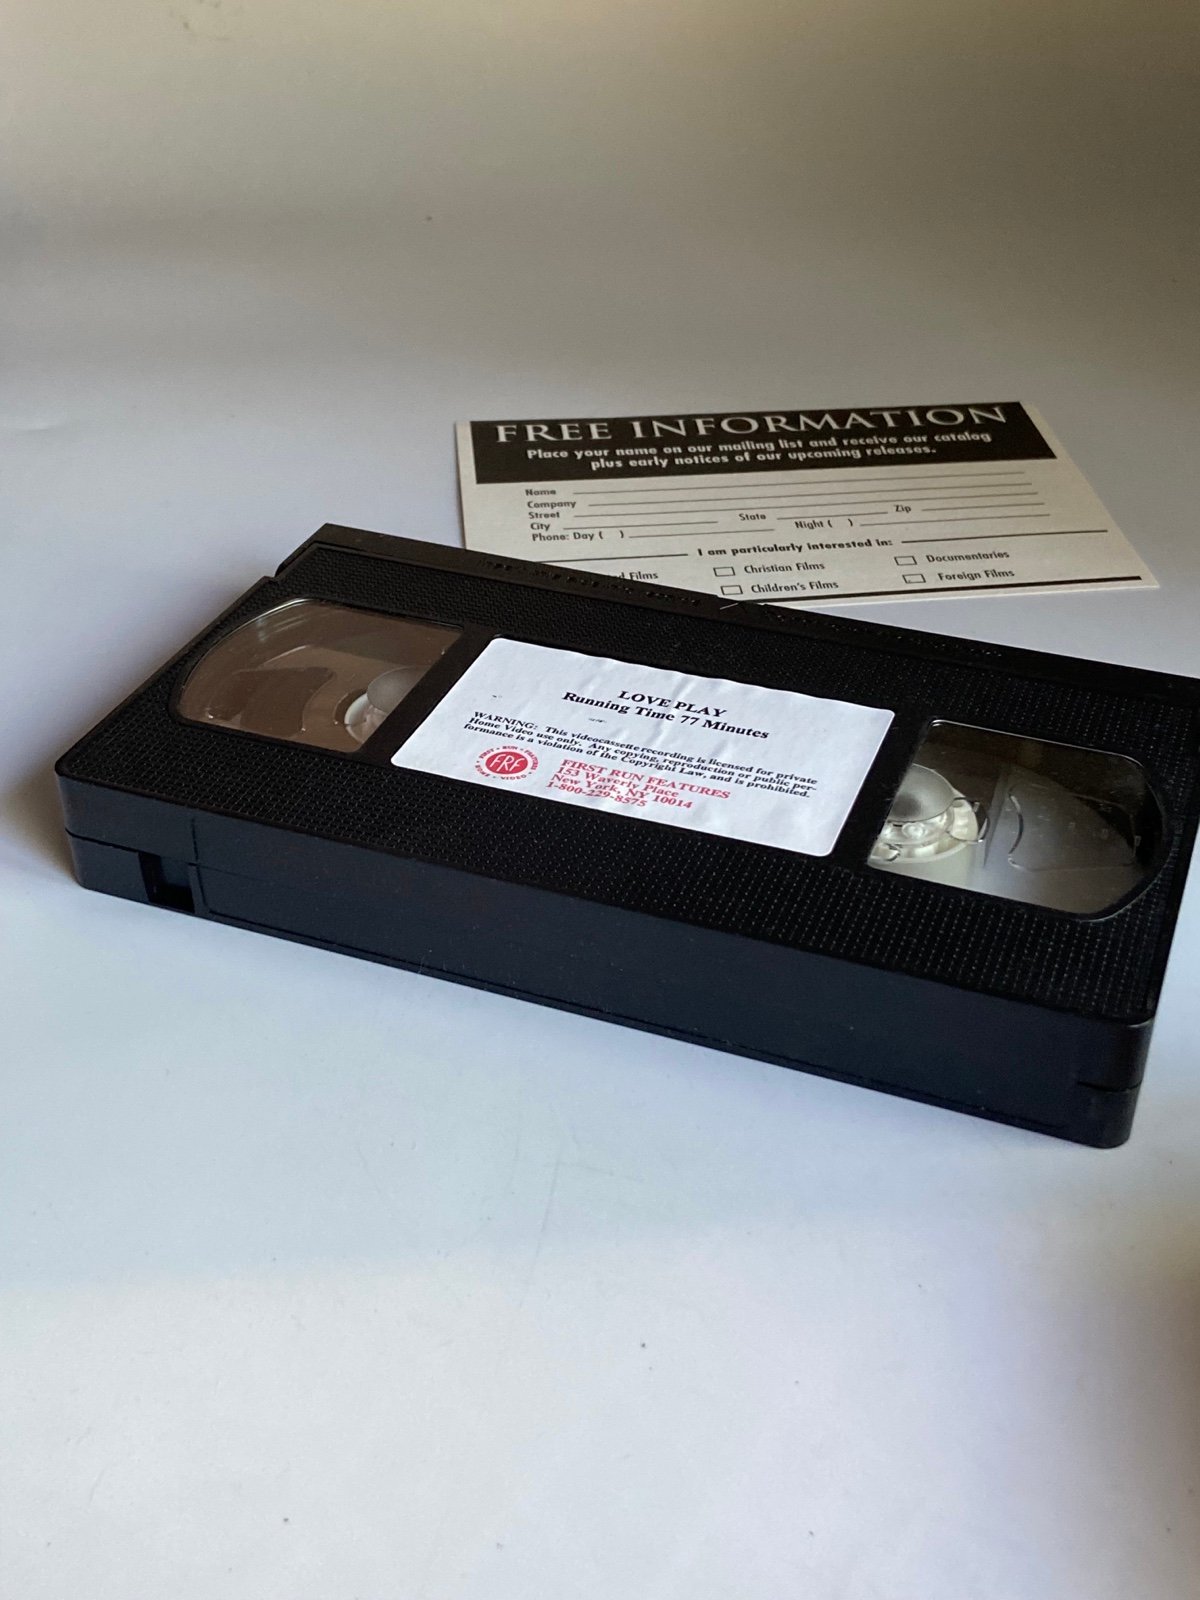 FREE INFORMATION
Place your name on our mailing list and receive our catalog
plus early notices of our upcoming releases.
Name
Company
Street
City State Zip
Phone: Day ( ) Night ( )
I am particularly interested in:
d Films Christian Films Documentaries
Children's Films Foreign Films
LOVE PLAY
Running Time 77 Minutes
WARNING: This videocassette recording is licensed for private
Home Video use only. Any copying, reproduction or public per-
formance is a violation of the Copyright Law, and is prohibited.
FIRST RUN FEATURES
FRF
FIRST RUN FEATURES
153 Waverly Place
New York, NY 10014
1-800-229-8575